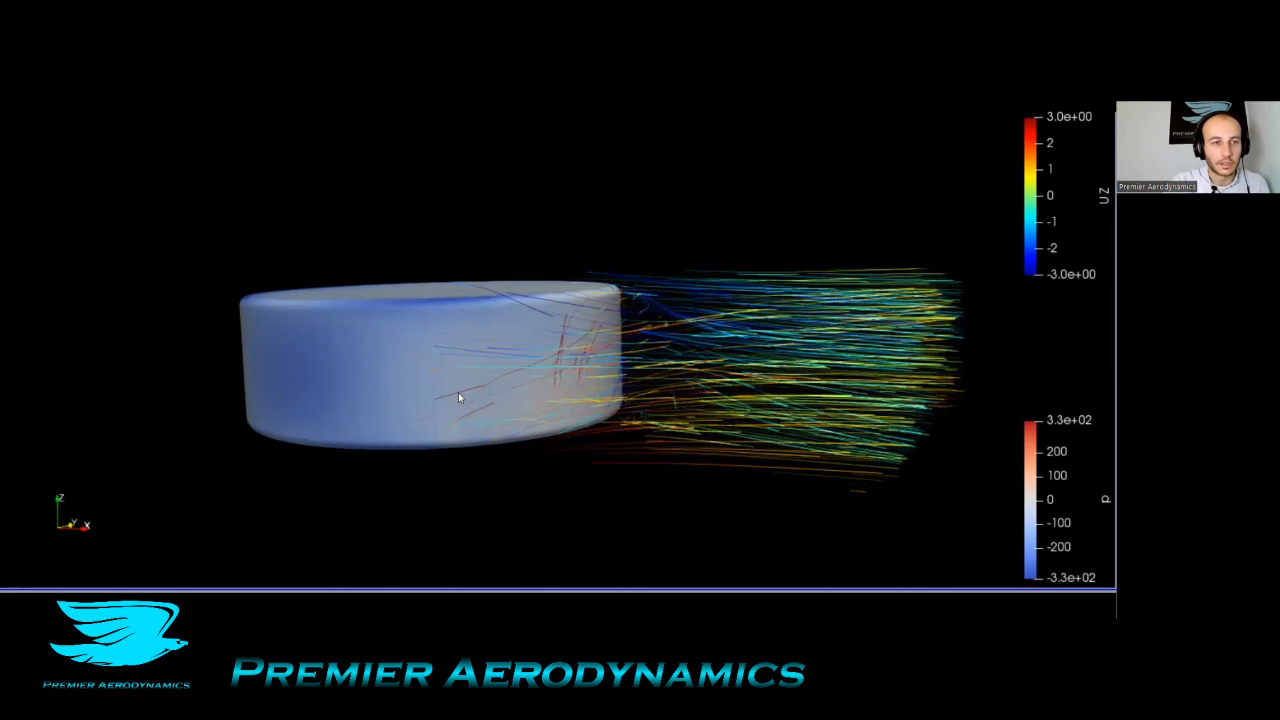 3.0e+00
2
1
0
-1
-2
-3.0e+00
UZ
Premier Aerodynamics
3.3e+02
200
100
0
-100
-200
-3.3e+02
p
Z
Y
X
PREMIER AERODYNAMICS
PREMIER AERODYNAMICS